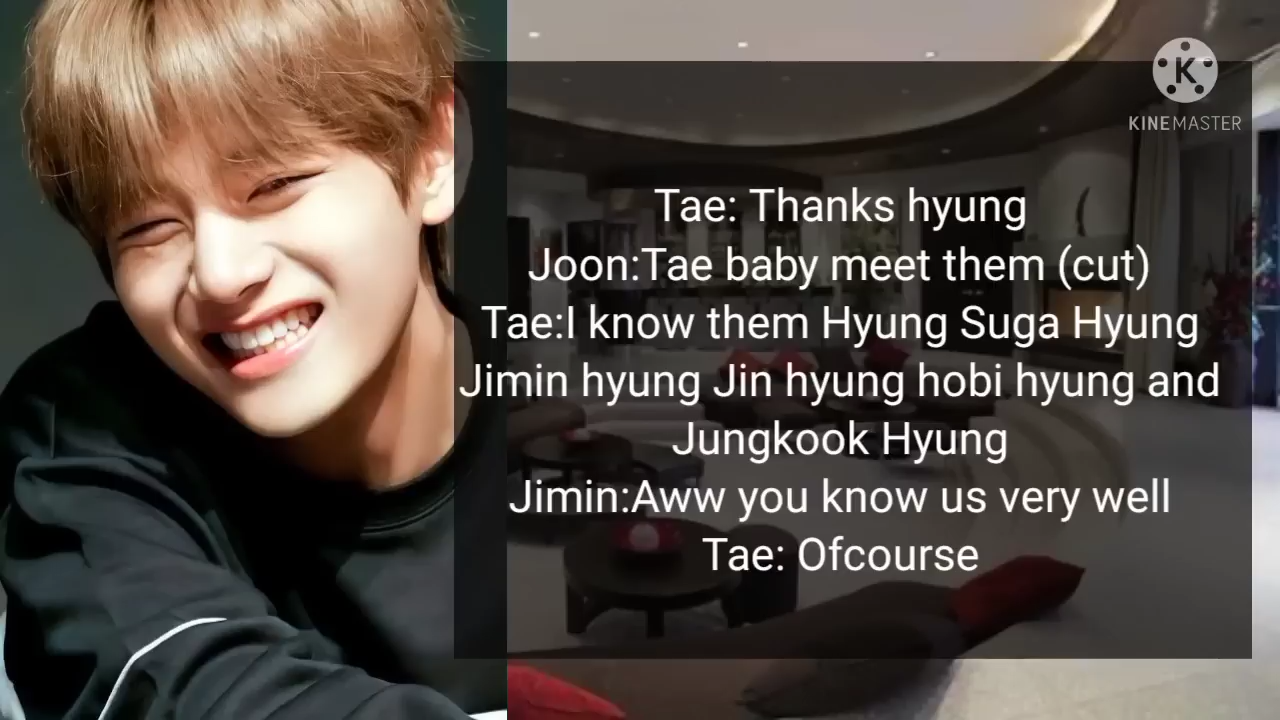 KINEMASTER
Tae: Thanks hyung
Joon:Tae baby meet them (cut)
Tae:I know them Hyung Suga Hyung
Jimin hyung Jin hyung hobi hyung and
Jungkook Hyung
Jimin:Aww you know us very well
Tae: Ofcourse